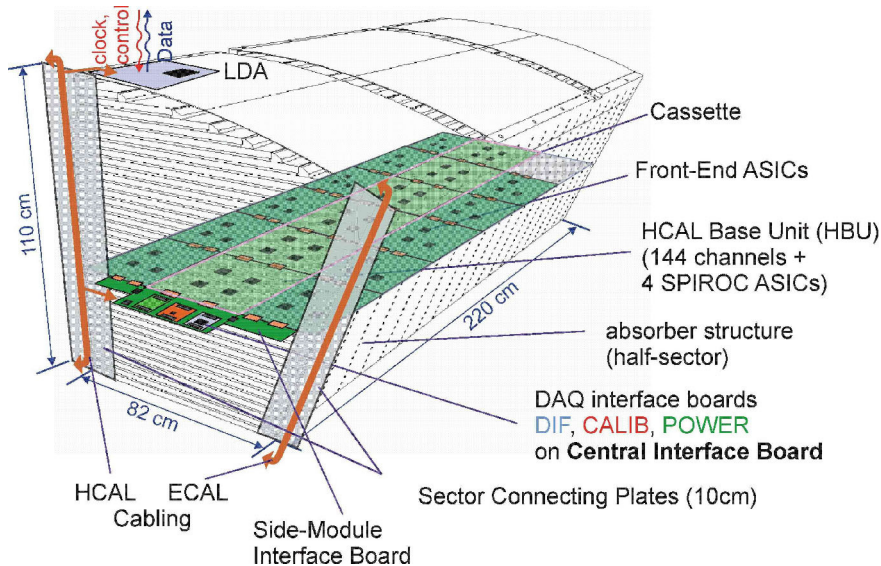 clock,
control
Data
LDA
Cassette
Front-End ASICs
110 cm
HCAL Base Unit (HBU)
(144 channels +
4 SPIROC ASICs)
220 cm
absorber structure
(half-sector)
82 cm
DAQ interface boards
DIF, CALIB, POWER
on Central Interface Board
HCAL ECAL
Cabling
Sector Connecting Plates (10cm)
Side-Module
Interface Board